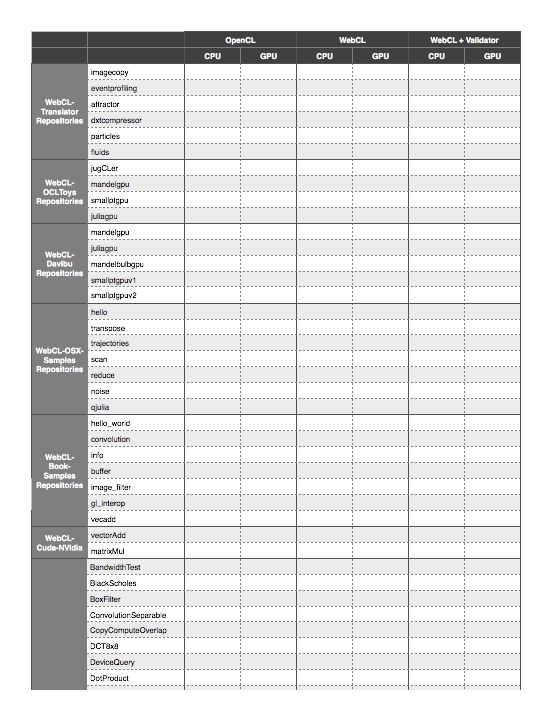 OpenCL WebCL WebCL + Validator
CPU GPU CPU GPU CPU GPU
WebCL-
Translator
Repositories
imagecopy
eventprofiling
attractor
dxtcompressor
particles
fluids
WebCL-
OCLToys
Repositories
jugCLer
mandelgpu
smallptgpu
juliagpu
WebCL-
Davibu
Repositories
mandelgpu
juliagpu
mandelbulbgpu
smallptgpuv1
smallptgpuv2
WebCL-OSX-
Samples
Repositories
hello
transpose
trajectories
scan
reduce
noise
qjulia
WebCL-
Book-
Samples
Repositories
hello_world
convolution
info
buffer
image_filter
gl_interop
vecadd
WebCL-
Cuda-NVidia
vectorAdd
matrixMul
BandwidthTest
BlackScholes
BoxFilter
ConvolutionSeparable
CopyComputeOverlap
DCT8x8
DeviceQuery
DotProduct